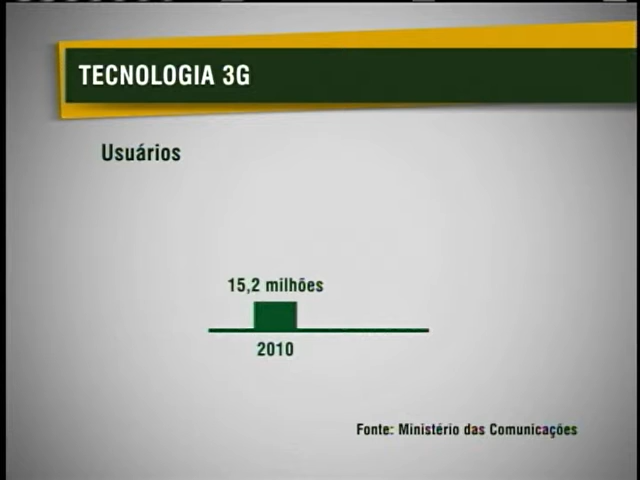 TECNOLOGIA 3G
Usuários
15,2 milhões
2010
Fonte: Ministério das Comunicações